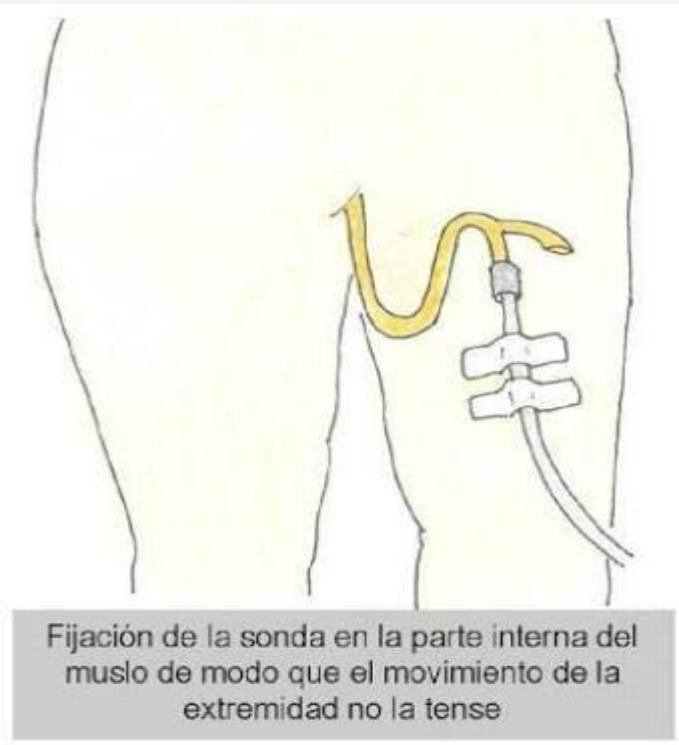 Fijación de la sonda en la parte interna del
muslo de modo que el movimiento de la
extremidad no la tense